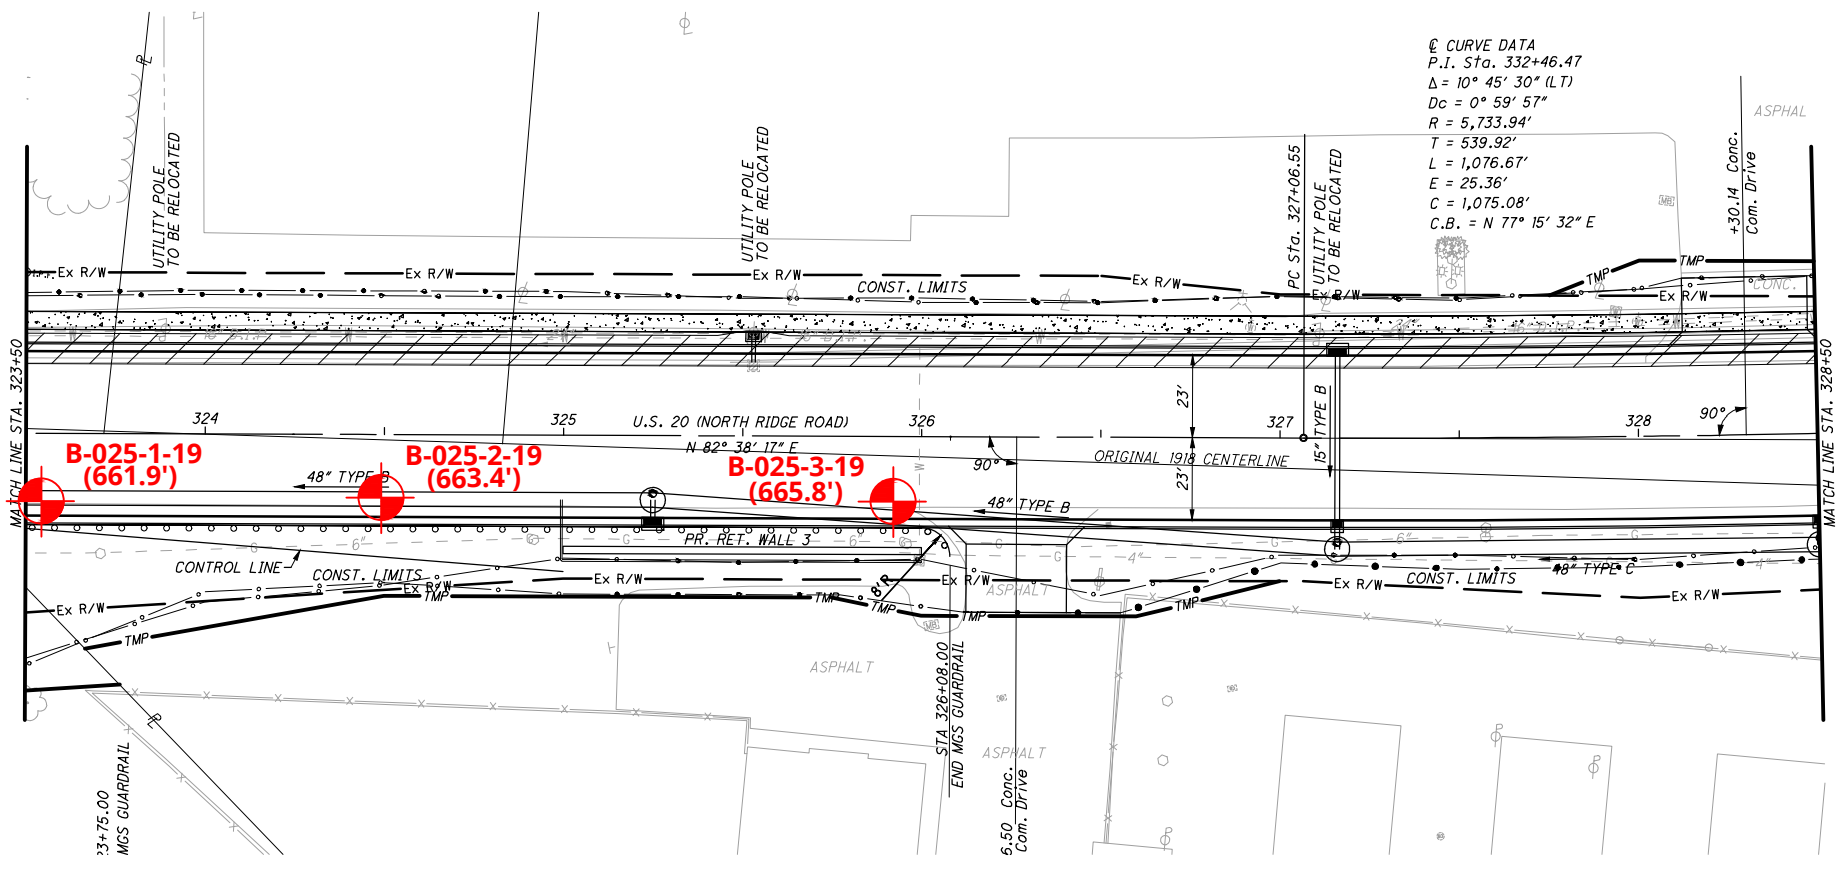 ℄ CURVE DATA
P.I. Sta. 332+46.47
Δ = 10° 45' 30" (LT)
Dc = 0° 59' 57"
R = 5,733.94'
T = 539.92'
L = 1,076.67'
E = 25.36'
C = 1,075.08'
C.B. = N 77° 15' 32" E
ASPHAL
+30.14 Conc.
Com. Drive
PC Sta. 327+06.55
UTILITY POLE
TO BE RELOCATED
UTILITY POLE
TO BE RELOCATED
UTILITY POLE
TO BE RELOCATED
Ex R/W
Ex R/W
Ex R/W
Ex R/W
Ex R/W
Ex R/W
CONST. LIMITS
TMP
TMP
CONC.
MATCH LINE STA. 323+50
MATCH LINE STA. 328+50
324
325
326
327
328
U.S. 20 (NORTH RIDGE ROAD)
N 82° 38' 17" E
ORIGINAL 1918 CENTERLINE
90°
90°
23'
23'
15" TYPE B
B-025-1-19
(661.9')
B-025-2-19
(663.4')
B-025-3-19
(665.8')
48" TYPE B
48" TYPE B
48" TYPE C
PR. RET. WALL 3
CONTROL LINE
CONST. LIMITS
CONST. LIMITS
6"
6"
4"
6"
4"
8' R
Ex R/W
Ex R/W
Ex R/W
Ex R/W
Ex R/W
Ex R/W
TMP
TMP
TMP
TMP
TMP
TMP
ASPHALT
ASPHALT
ASPHALT
STA 326+08.00
END MGS GUARDRAIL
6.50 Conc.
Com. Drive
23+75.00
MGS GUARDRAIL